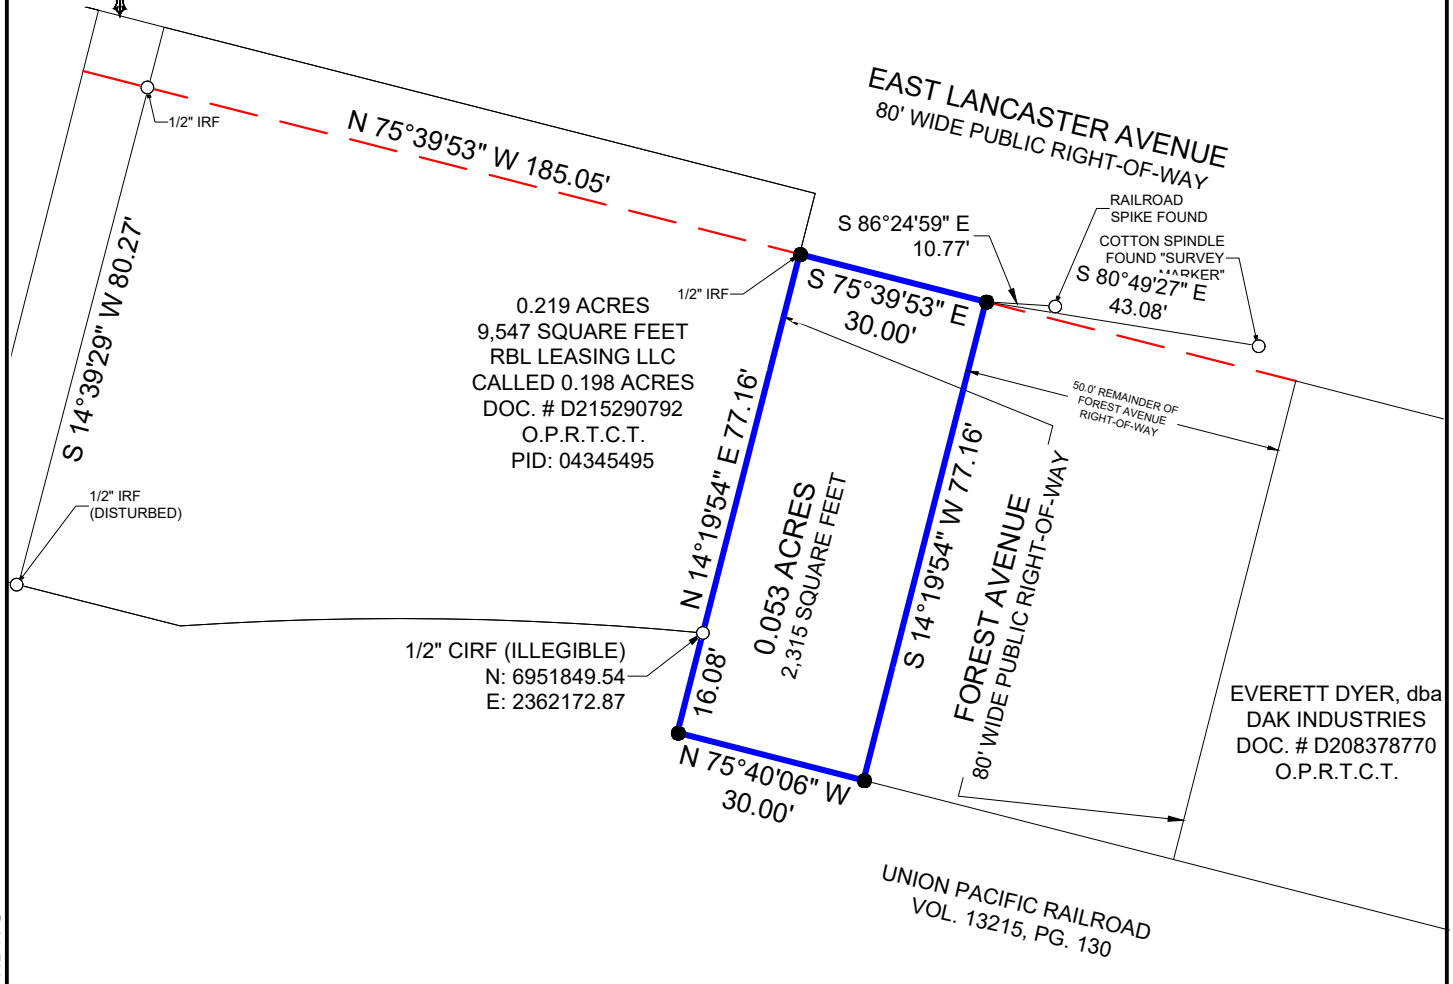 EAST LANCASTER AVENUE
80' WIDE PUBLIC RIGHT-OF-WAY
1/2" IRF
N 75°39'53" W 185.05'
RAILROAD
SPIKE FOUND
S 86°24'59" E
10.77'
COTTON SPINDLE
FOUND "SURVEY
MARKER"
S 80°49'27" E
43.08'
S 14°39'29" W 80.27'
1/2" IRF
S 75°39'53" E
30.00'
0.219 ACRES
9,547 SQUARE FEET
RBL LEASING LLC
CALLED 0.198 ACRES
DOC. # D215290792
O.P.R.T.C.T.
PID: 04345495
50.0' REMAINDER OF
FOREST AVENUE
RIGHT-OF-WAY
N 14°19'54" E 77.16'
S 14°19'54" W 77.16'
1/2" IRF
(DISTURBED)
0.053 ACRES
2,315 SQUARE FEET
FOREST AVENUE
80' WIDE PUBLIC RIGHT-OF-WAY
1/2" CIRF (ILLEGIBLE)
N: 6951849.54
E: 2362172.87
16.08'
N 75°40'06" W
30.00'
EVERETT DYER, dba
DAK INDUSTRIES
DOC. # D208378770
O.P.R.T.C.T.
UNION PACIFIC RAILROAD
VOL. 13215, PG. 130